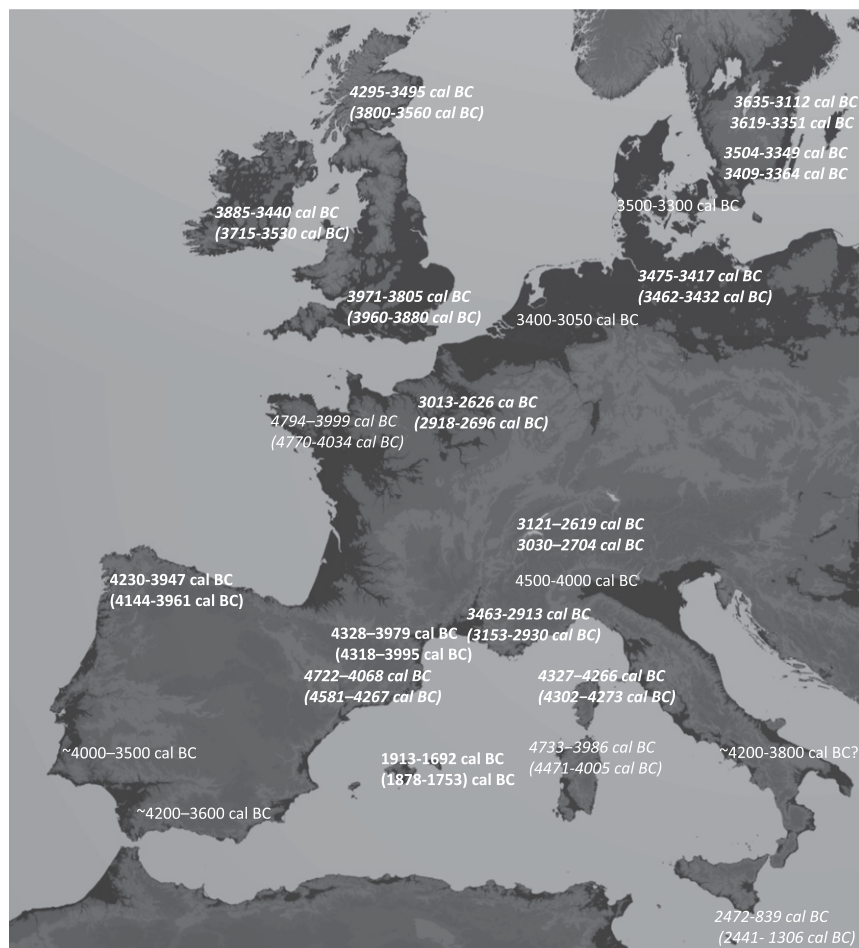 4295-3495 cal BC
(3800-3560 cal BC)
3635-3112 cal BC
3619-3351 cal BC
3504-3349 cal BC
3409-3364 cal BC
3500-3300 cal BC
3885-3440 cal BC
(3715-3530 cal BC)
3475-3417 cal BC
(3462-3432 cal BC)
3971-3805 cal BC
(3960-3880 cal BC)
3400-3050 cal BC
3013-2626 ca BC
(2918-2696 cal BC)
4794–3999 cal BC
(4770-4034 cal BC)
3121–2619 cal BC
3030–2704 cal BC
4500-4000 cal BC
4230-3947 cal BC
(4144-3961 cal BC)
3463-2913 cal BC
(3153-2930 cal BC)
4328–3979 cal BC
(4318–3995 cal BC)
4722–4068 cal BC
(4581–4267 cal BC)
4327–4266 cal BC
(4302–4273 cal BC)
~4000–3500 cal BC
1913-1692 cal BC
(1878-1753) cal BC
4733–3986 cal BC
(4471-4005 cal BC)
~4200-3800 cal BC?
~4200–3600 cal BC
2472-839 cal BC
(2441- 1306 cal BC)